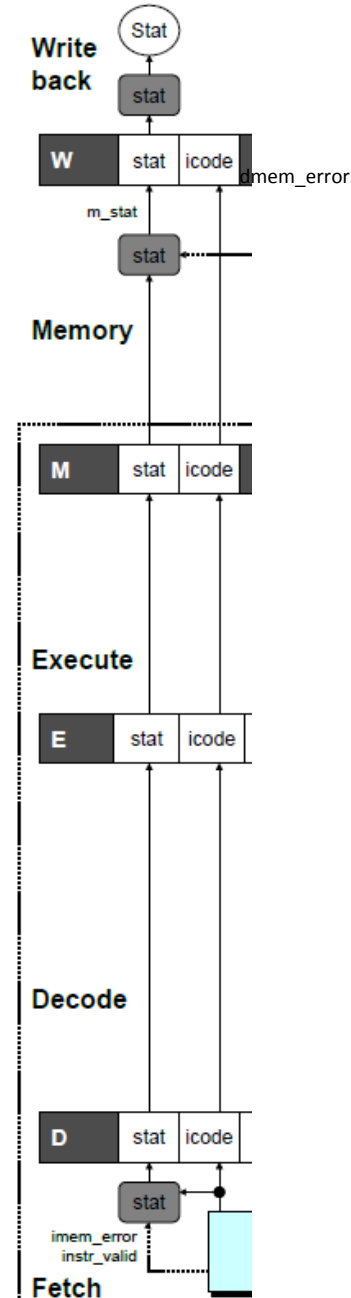 Stat
Write
back
stat
W stat icode
dmem_error
m_stat
stat
Memory
M stat icode
Execute
E stat icode
Decode
D stat icode
stat
imem_error
instr_valid
Fetch